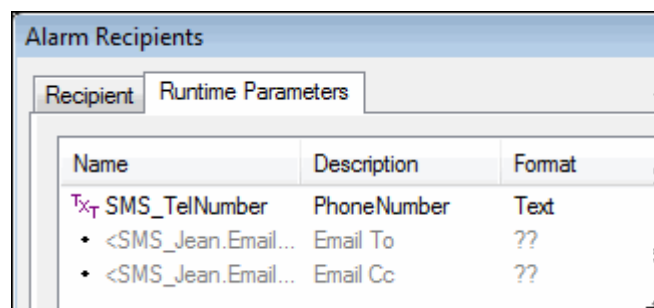 Alarm Recipients
Recipient Runtime Parameters
Name Description Format
TXT SMS_TelNumber PhoneNumber Text
• <SMS_Jean.Email... Email To ??
• <SMS_Jean.Email... Email Cc ??